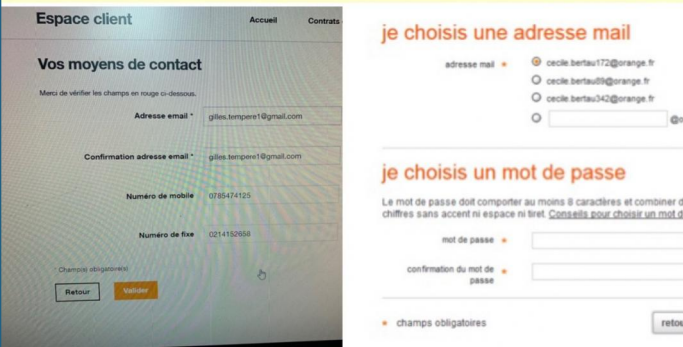 Espace client
Accueil
Contrats
Vos moyens de contact
Merci de vérifier les champs en rouge ci-dessous.
Adresse email * gilles.tempere1@gmail.com
Confirmation adresse email * gilles.tempere1@gmail.com
Numéro de mobile 0785474125
Numéro de fixe 0214152658
* Champ(s) obligatoire(s)
Retour
Valider
je choisis une adresse mail
adresse mail * cecile.bertau172@orange.fr
cecile.bertau89@orange.fr
cecile.bertau342@orange.fr
je choisis un mot de passe
Le mot de passe doit comporter au moins 8 caractères et combiner
chiffres sans accent ni espace ni tiret. Conseils pour choisir un mot
mot de passe *
confirmation du mot de *
passe
* champs obligatoires